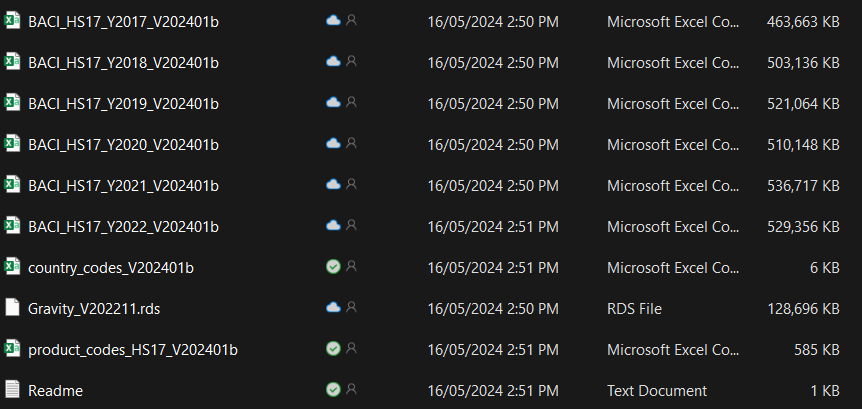 BACI_HS17_Y2017_V202401b 16/05/2024 2:50 PM Microsoft Excel Co... 463,663 KB
BACI_HS17_Y2018_V202401b 16/05/2024 2:50 PM Microsoft Excel Co... 503,136 KB
BACI_HS17_Y2019_V202401b 16/05/2024 2:50 PM Microsoft Excel Co... 521,064 KB
BACI_HS17_Y2020_V202401b 16/05/2024 2:50 PM Microsoft Excel Co... 510,148 KB
BACI_HS17_Y2021_V202401b 16/05/2024 2:50 PM Microsoft Excel Co... 536,717 KB
BACI_HS17_Y2022_V202401b 16/05/2024 2:51 PM Microsoft Excel Co... 529,356 KB
country_codes_V202401b 16/05/2024 2:51 PM Microsoft Excel Co... 6 KB
Gravity_V202211.rds 16/05/2024 2:50 PM RDS File 128,696 KB
product_codes_HS17_V202401b 16/05/2024 2:51 PM Microsoft Excel Co... 585 KB
Readme 16/05/2024 2:51 PM Text Document 1 KB